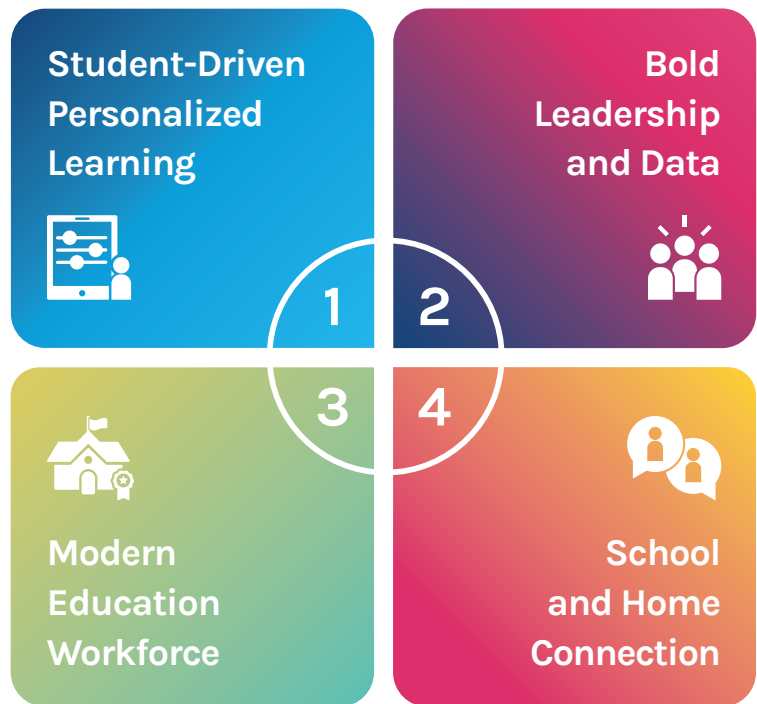 Student-Driven
Personalized
Learning
1
Bold
Leadership
and Data
2
3
Modern
Education
Workforce
4
School
and Home
Connection